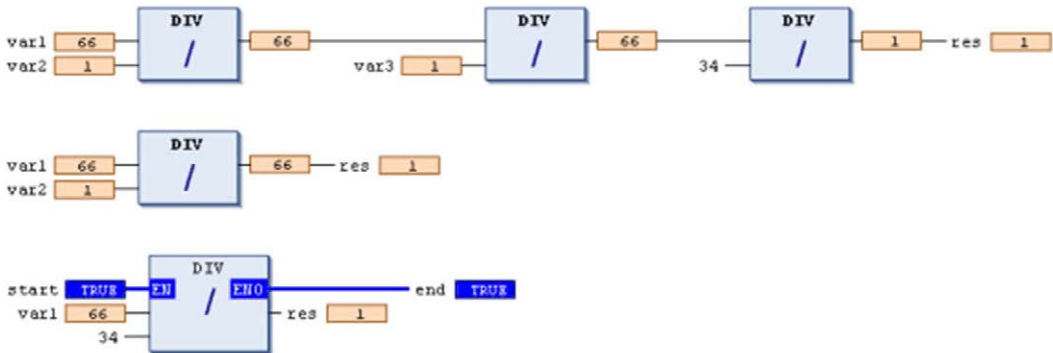 DIV DIV DIV
var1 66 / 66 / 66 / 1 res 1
var2 1 var3 1 34
DIV
var1 66 / 66 res 1
var2 1
DIV
start TRUE EN ENO end TRUE
var1 66 / res 1
34